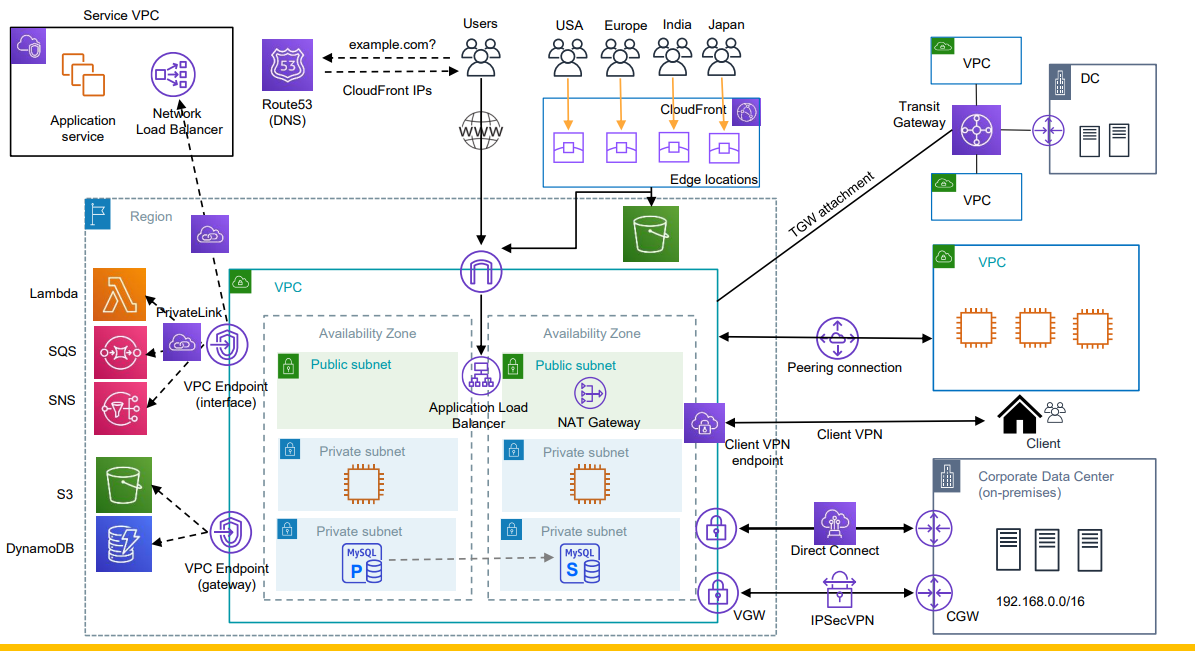 Service VPC
Application
service
Network
Load Balancer
53
Route53
(DNS)
example.com?
CloudFront IPs
Users
WWW
USA
Europe
India
Japan
CloudFront
Edge locations
VPC
Transit
Gateway
DC
VPC
TGW attachment
Region
VPC
VPC
Lambda
PrivateLink
SQS
SNS
VPC Endpoint
(interface)
Availability Zone
Availability Zone
Public subnet
Public subnet
Application Load
Balancer
NAT Gateway
Peering connection
Client VPN
endpoint
Client VPN
Client
Private subnet
Private subnet
S3
DynamoDB
VPC Endpoint
(gateway)
Private subnet
MySQL
P
Private subnet
MySQL
S
Corporate Data Center
(on-premises)
Direct Connect
VGW
IPSecVPN
CGW
192.168.0.0/16